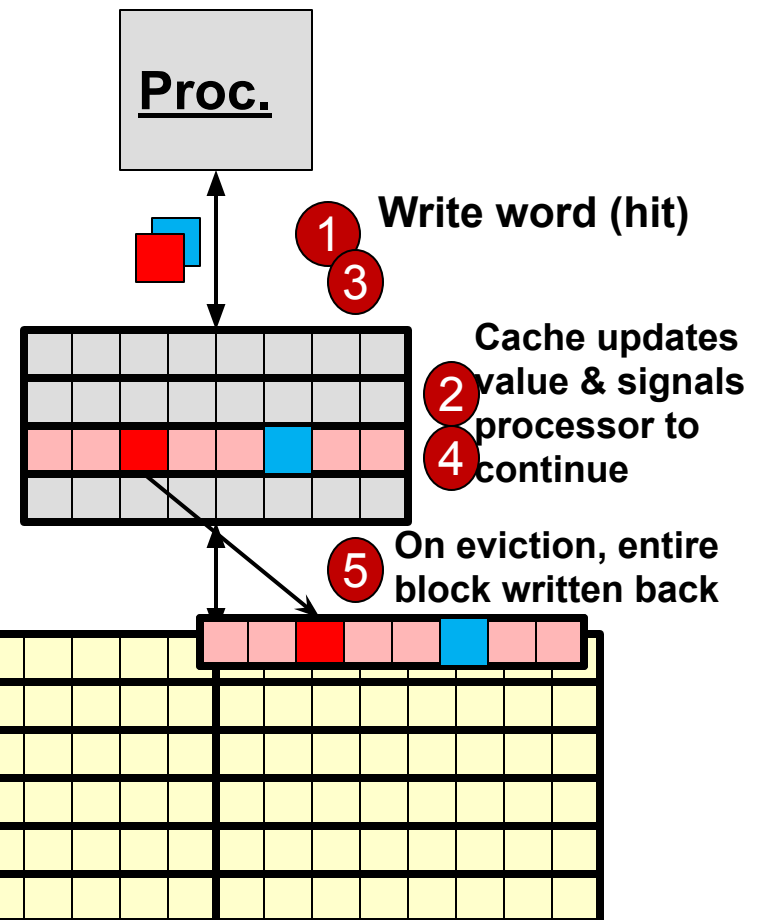 Proc.
Write word (hit)
1
3
Cache updates
value & signals
processor to
continue
2
4
On eviction, entire
block written back
5